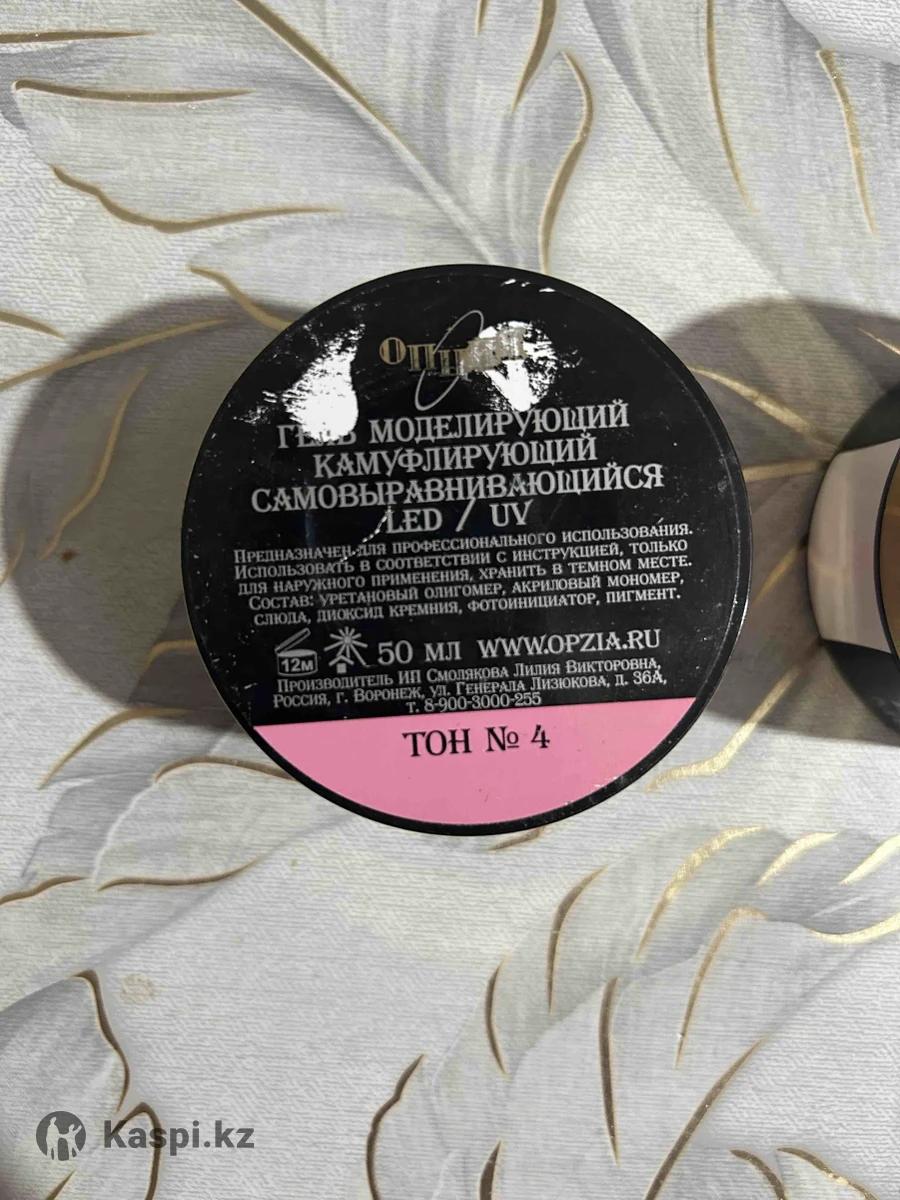 ГЕЛЬ МОДЕЛИРУЮЩИЙ
КАМУФЛИРУЮЩИЙ
САМОВЫРАВНИВАЮЩИЙСЯ
LED / UV
ПРЕДНАЗНАЧЕН ДЛЯ ПРОФЕССИОНАЛЬНОГО ИСПОЛЬЗОВАНИЯ.
ИСПОЛЬЗОВАТЬ В СООТВЕТСТВИИ С ИНСТРУКЦИЕЙ, ТОЛЬКО
ДЛЯ НАРУЖНОГО ПРИМЕНЕНИЯ, ХРАНИТЬ В ТЕМНОМ МЕСТЕ.
СОСТАВ: УРЕТАНОВЫЙ ОЛИГОМЕР, АКРИЛОВЫЙ МОНОМЕР,
СЛЮДА, ДИОКСИД КРЕМНИЯ, ФОТОИНИЦИАТОР, ПИГМЕНТ.
12М 50 МЛ WWW.OPZIA.RU
ПРОИЗВОДИТЕЛЬ ИП СМОЛЯКОВА ЛИЛИЯ ВИКТОРОВНА,
РОССИЯ, Г. ВОРОНЕЖ, УЛ. ГЕНЕРАЛА ЛИЗЮКОВА, Д. 36А,
Т. 8-900-3000-255
ТОН № 4
Kaspi.kz